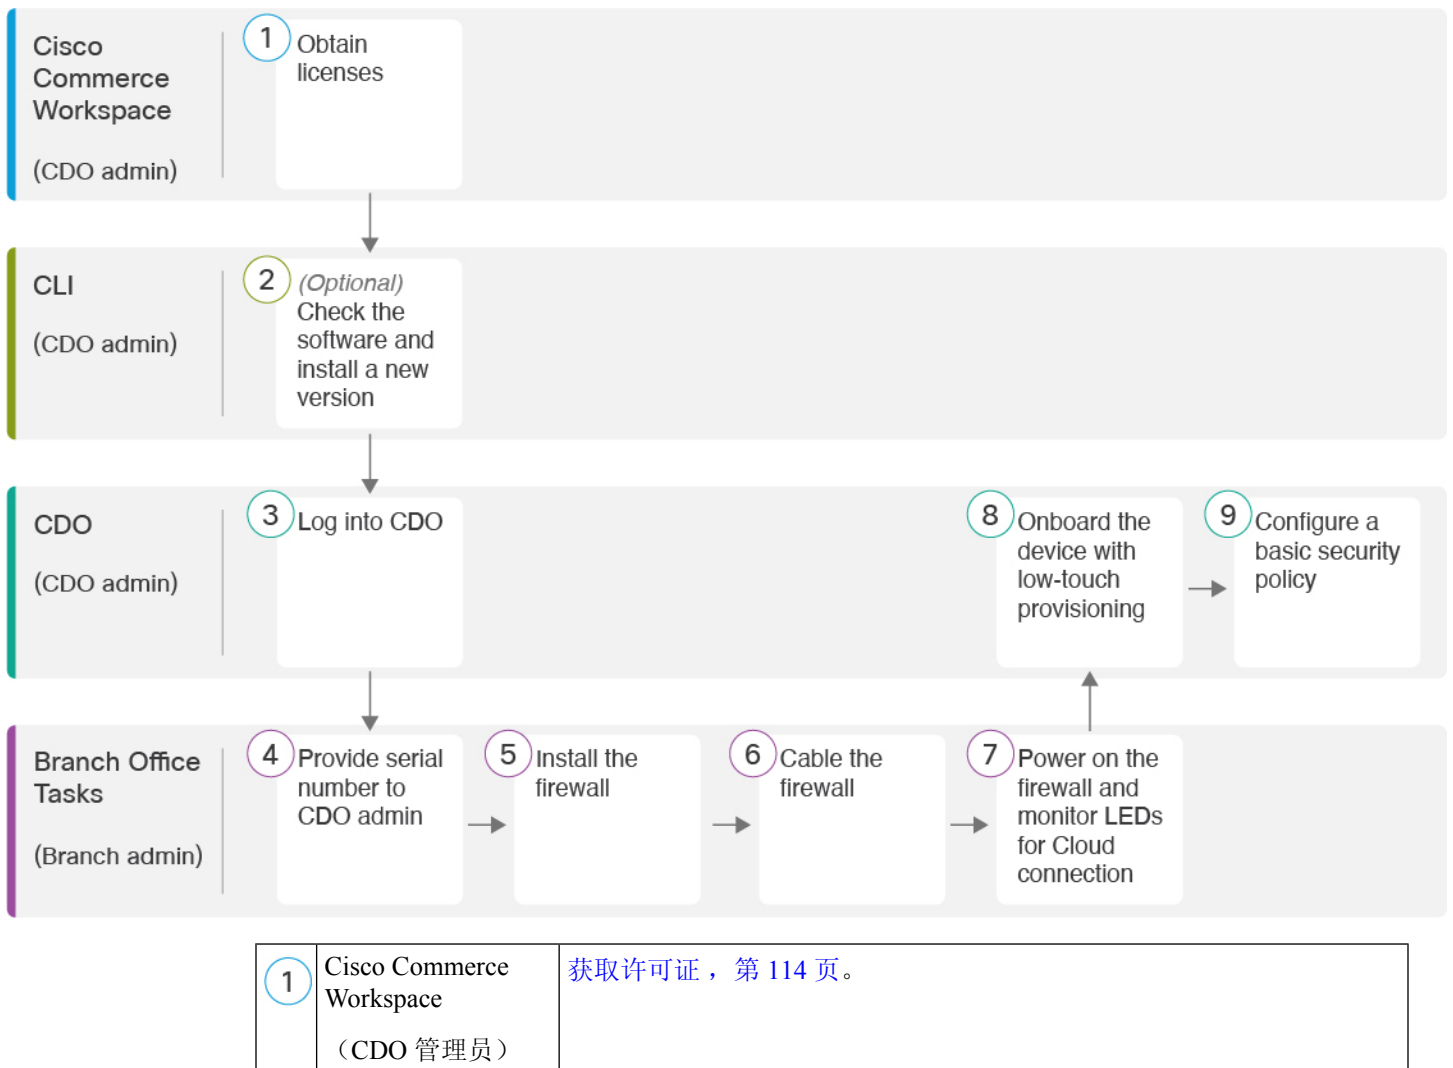 Cisco
Commerce
Workspace
(CDO admin)
1
Obtain
licenses
CLI
(CDO admin)
2
(Optional)
Check the
software and
install a new
version
CDO
(CDO admin)
3
Log into CDO
8
Onboard the
device with
low-touch
provisioning
9
Configure a
basic security
policy
Branch Office
Tasks
(Branch admin)
4
Provide serial
number to
CDO admin
5
Install the
firewall
6
Cable the
firewall
7
Power on the
firewall and
monitor LEDs
for Cloud
connection
1
Cisco Commerce
Workspace
（CDO 管理员）
获取许可证 ，第 114 页。